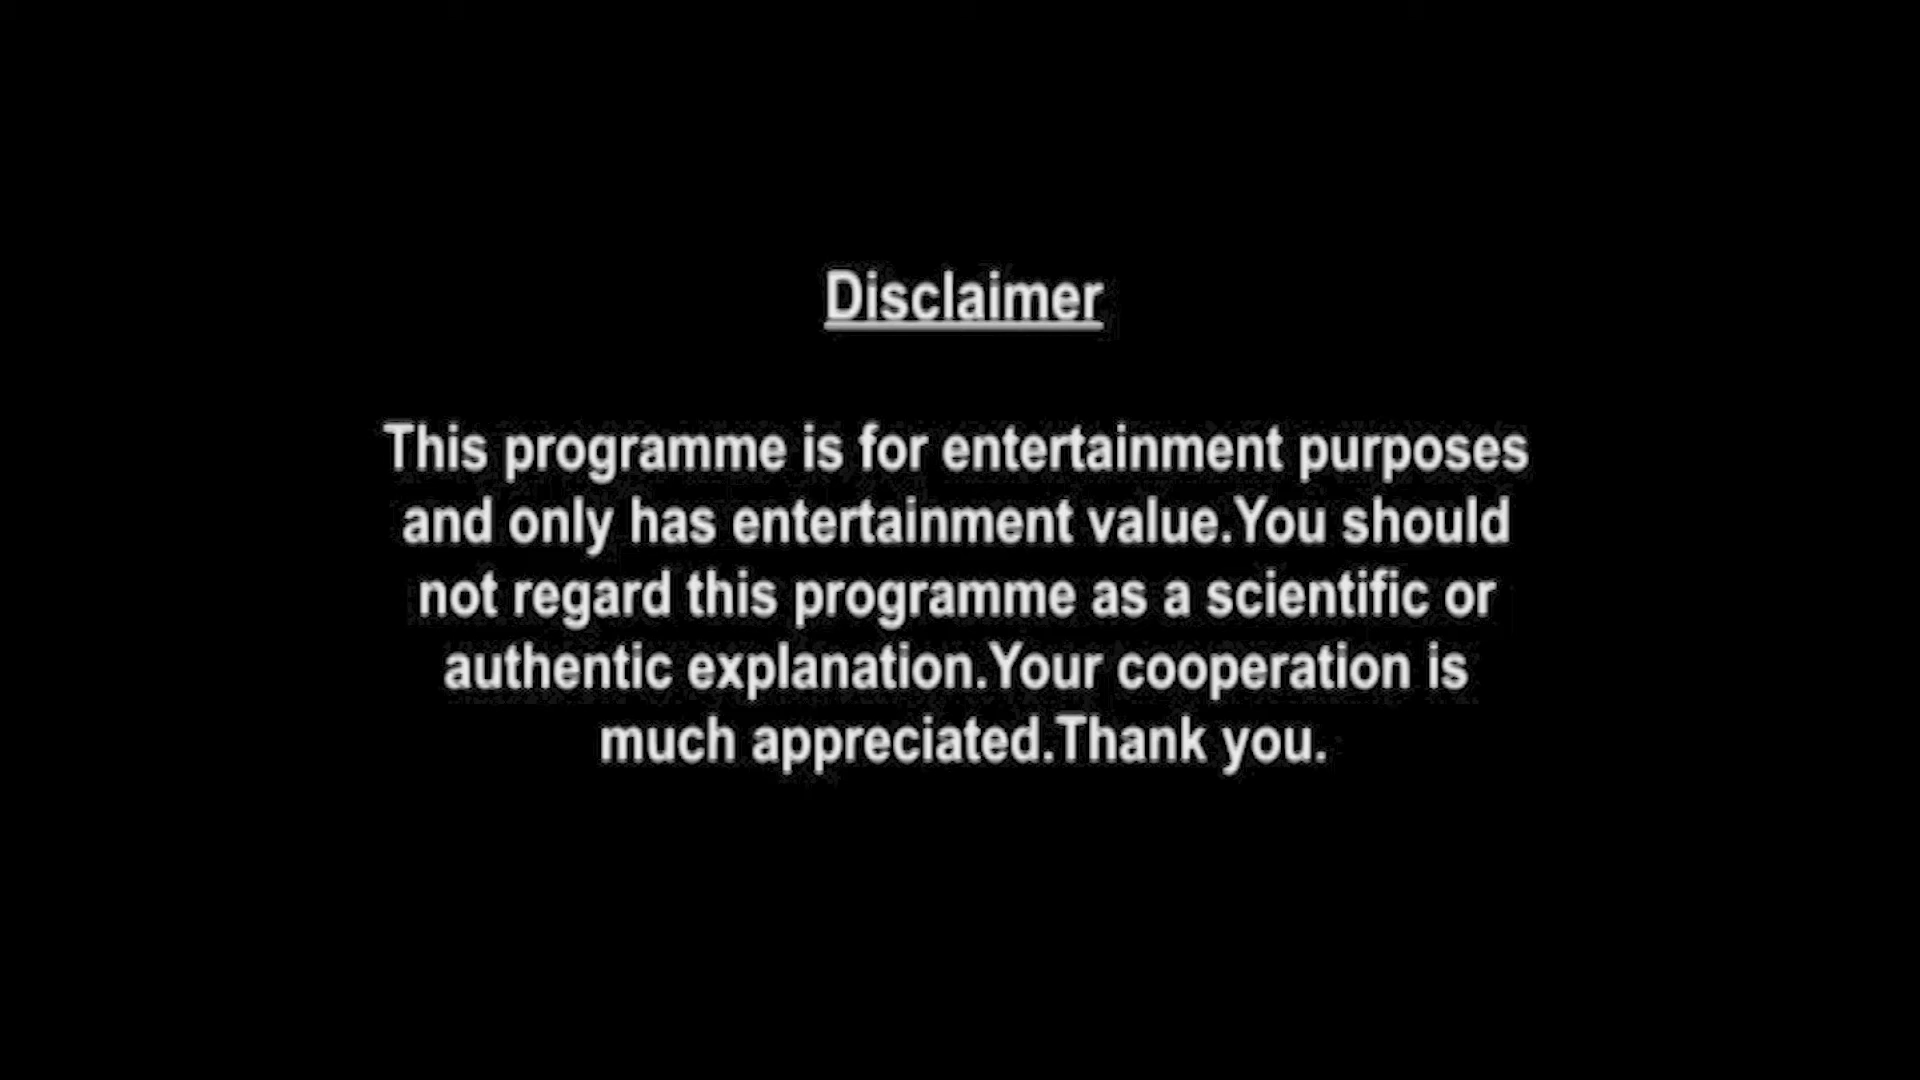 Disclaimer
This programme is for entertainment purposes
and only has entertainment value.You should
not regard this programme as a scientific or
authentic explanation.Your cooperation is
much appreciated.Thank you.